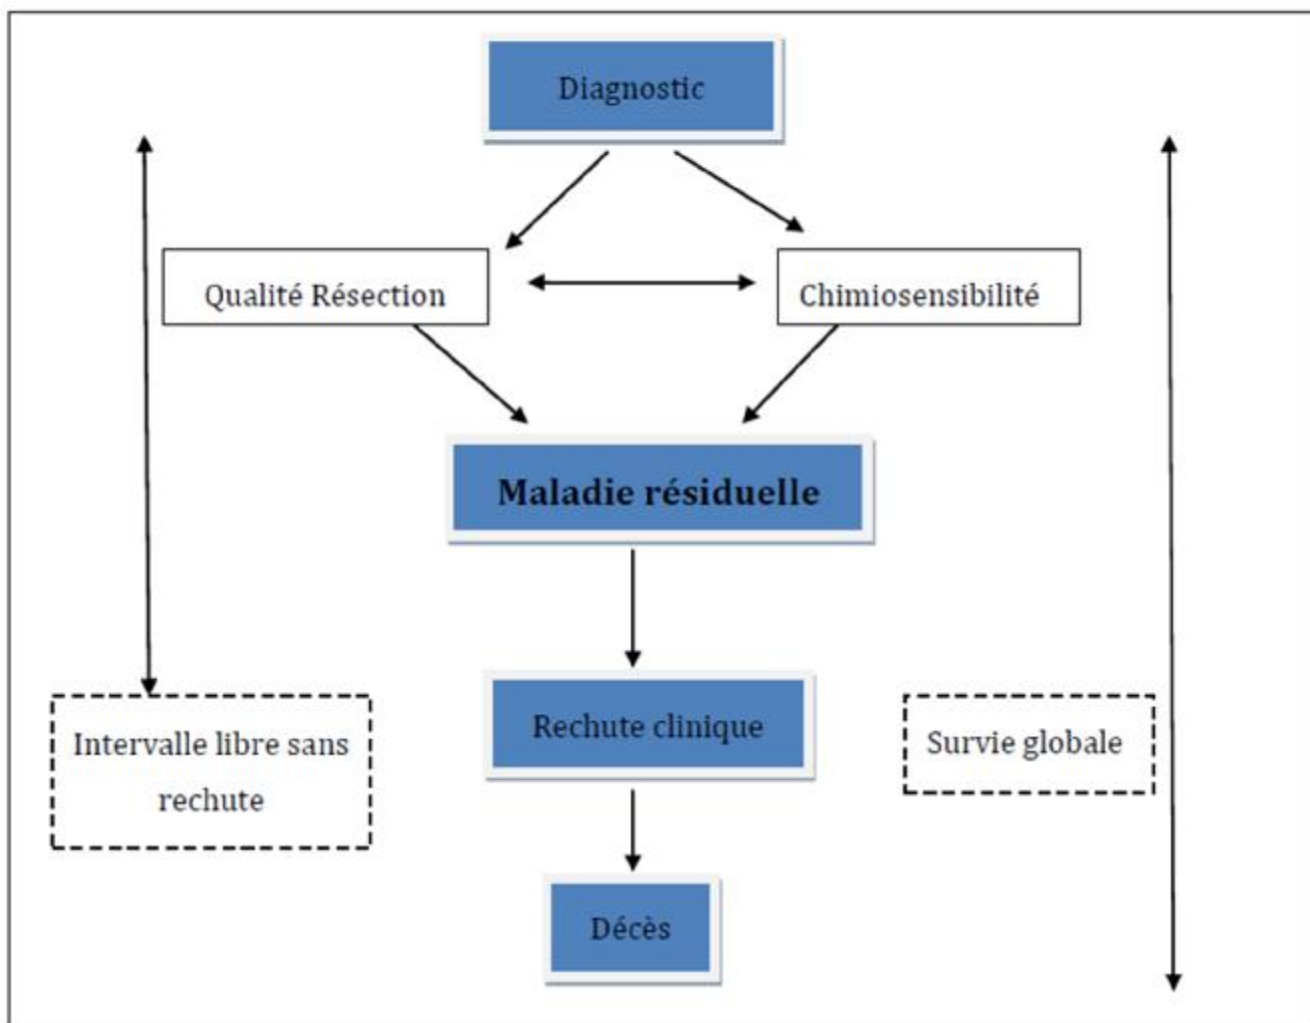 Diagnostic
Qualité Résection
Chimiosensibilité
Maladie résiduelle
Rechute clinique
Intervalle libre sans
rechute
Survie globale
Décès